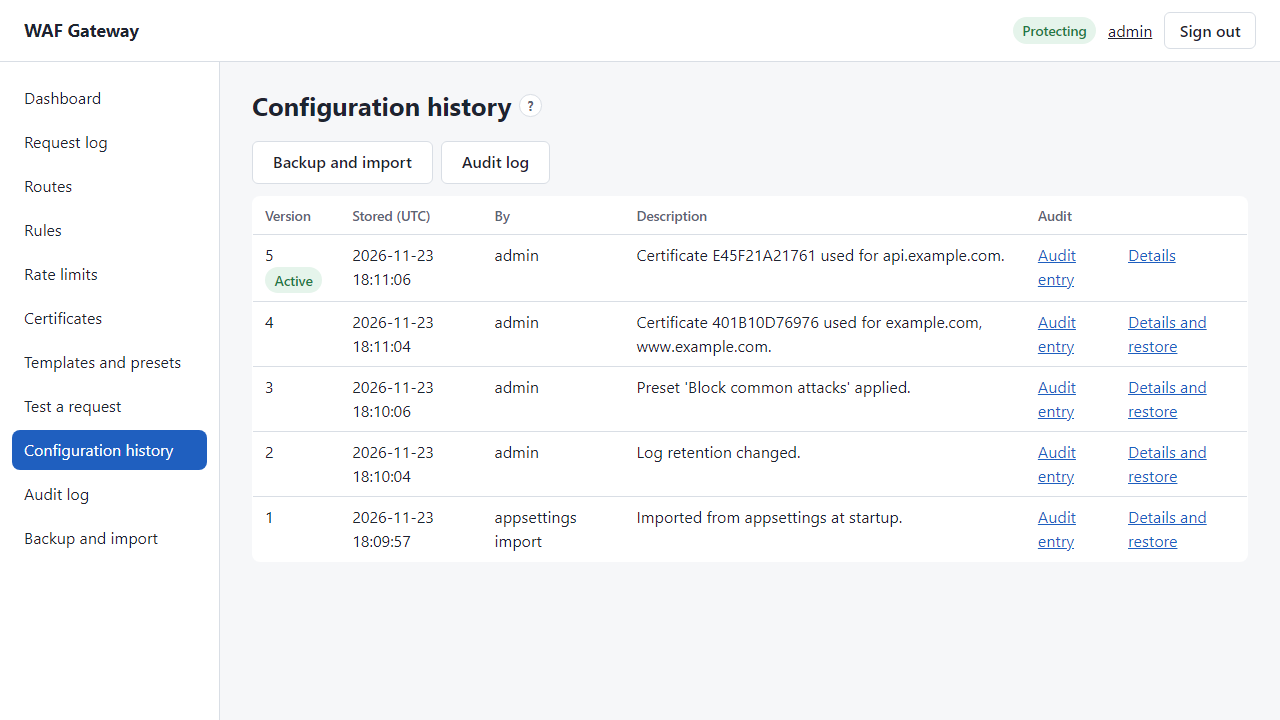 WAF Gateway
Protecting
admin
Sign out
Dashboard
Request log
Routes
Rules
Rate limits
Certificates
Templates and presets
Test a request
Configuration history
Audit log
Backup and import
Configuration history ?
Backup and import
Audit log
Version Stored (UTC) By Description Audit
5 2026-11-23 admin Certificate E45F21A21761 used for api.example.com. Audit Details
Active 18:11:06 entry
4 2026-11-23 admin Certificate 401B10D76976 used for example.com, Audit Details and
18:11:04 www.example.com. entry restore
3 2026-11-23 admin Preset 'Block common attacks' applied. Audit Details and
18:10:06 entry restore
2 2026-11-23 admin Log retention changed. Audit Details and
18:10:04 entry restore
1 2026-11-23 appsettings Imported from appsettings at startup. Audit Details and
18:09:57 import entry restore